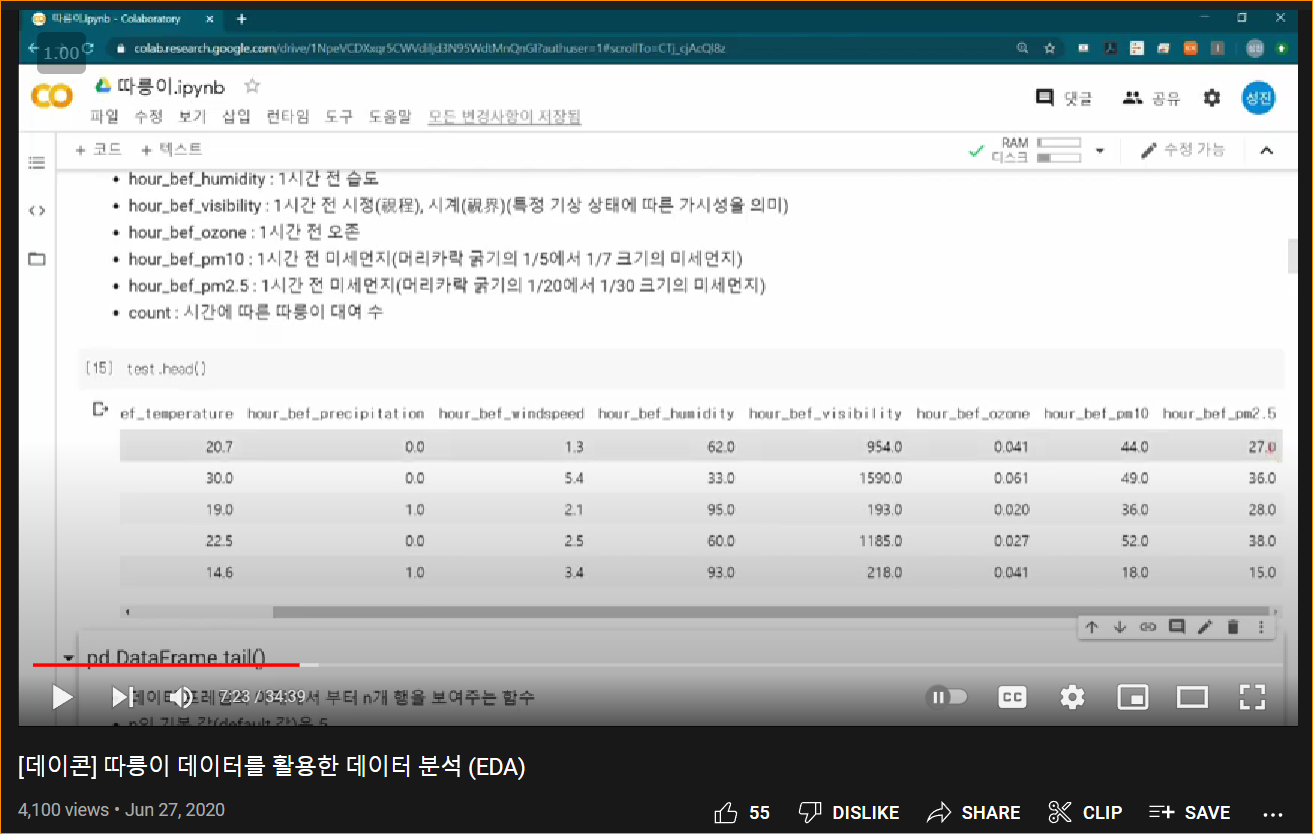 따릉이.ipynb - Colaboratory
1.00
colab.research.google.com/drive/1NpeVCDXxqr5CWVdiljd3N95WdtMnQnGI?authuser=1#scrollTo=CTj_cjAcQl8z
따릉이.ipynb
파일 수정 보기 삽입 런타임 도구 도움말 모든 변경사항이 저장됨
댓글 공유 성진
+ 코드 + 텍스트
RAM
디스크
수정 가능
• hour_bef_humidity : 1시간 전 습도
• hour_bef_visibility : 1시간 전 시정(視程), 시계(視界)(특정 기상 상태에 따른 가시성을 의미)
• hour_bef_ozone : 1시간 전 오존
• hour_bef_pm10 : 1시간 전 미세먼지(머리카락 굵기의 1/5에서 1/7 크기의 미세먼지)
• hour_bef_pm2.5 : 1시간 전 미세먼지(머리카락 굵기의 1/20에서 1/30 크기의 미세먼지)
• count : 시간에 따른 따릉이 대여 수
[15] test.head()
ef_temperature hour_bef_precipitation hour_bef_windspeed hour_bef_humidity hour_bef_visibility hour_bef_ozone hour_bef_pm10 hour_bef_pm2.5
20.7 0.0 1.3 62.0 954.0 0.041 44.0 27.0
30.0 0.0 5.4 33.0 1590.0 0.061 49.0 36.0
19.0 1.0 2.1 95.0 193.0 0.020 36.0 28.0
22.5 0.0 2.5 60.0 1185.0 0.027 52.0 38.0
14.6 1.0 3.4 93.0 218.0 0.041 18.0 15.0
pd.DataFrame.tail()
부터 n개 행을 보여주는 함수
7:23 / 34:39
CC
• n의 기본 값(default 값)은 5
[데이콘] 따릉이 데이터를 활용한 데이터 분석 (EDA)
4,100 views • Jun 27, 2020
55 DISLIKE SHARE CLIP SAVE ...